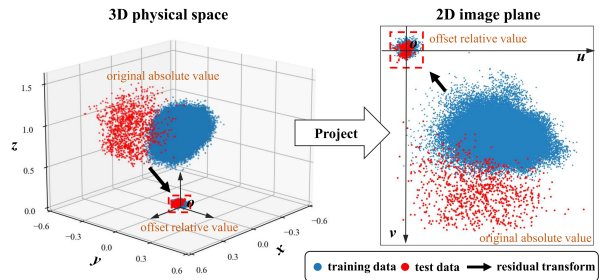 3D physical space
2D image plane
original absolute value
offset relative value
o
u
1.5
1.0
z
0.5
0.0
Project
o
offset relative value
−0.6
−0.3
0.0
y
0.3
0.6
0.6
0.3
x
0.0
−0.3
−0.6
v
original absolute value
training data
test data
residual transform